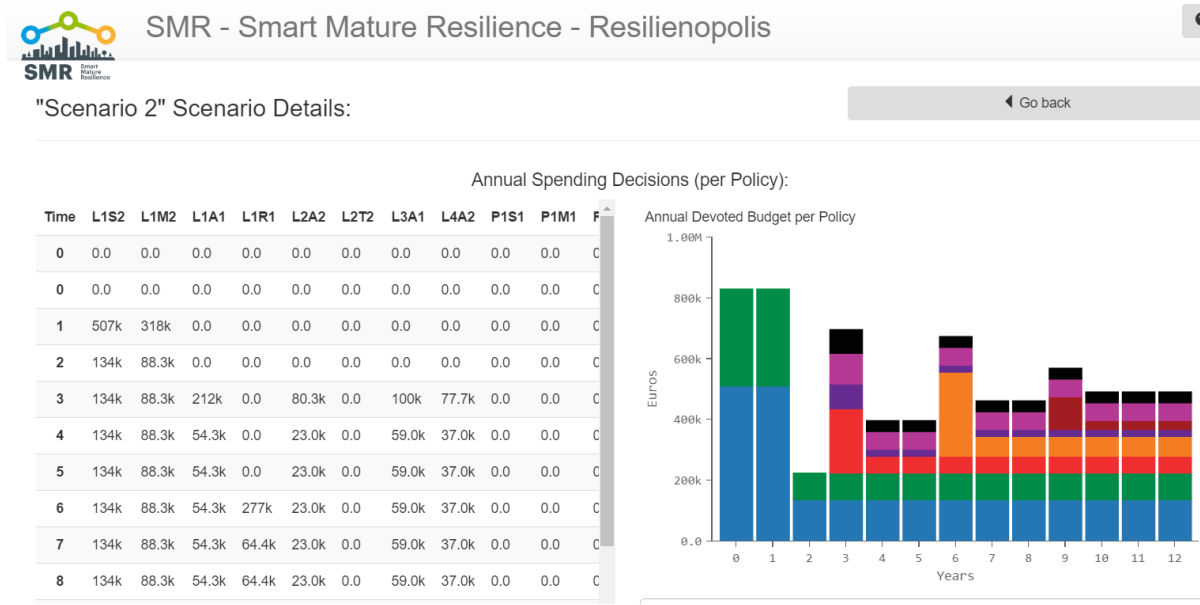 SMR - Smart Mature Resilience - Resilienopolis
SMR Smart Mature Resilience
"Scenario 2" Scenario Details:
Go back
Annual Spending Decisions (per Policy):
Time L1S2 L1M2 L1A1 L1R1 L2A2 L2T2 L3A1 L4A2 P1S1 P1M1
0 0.0 0.0 0.0 0.0 0.0 0.0 0.0 0.0 0.0 0.0
0 0.0 0.0 0.0 0.0 0.0 0.0 0.0 0.0 0.0 0.0
1 507k 318k 0.0 0.0 0.0 0.0 0.0 0.0 0.0 0.0
2 134k 88.3k 0.0 0.0 0.0 0.0 0.0 0.0 0.0 0.0
3 134k 88.3k 212k 0.0 80.3k 0.0 100k 77.7k 0.0 0.0
4 134k 88.3k 54.3k 0.0 23.0k 0.0 59.0k 37.0k 0.0 0.0
5 134k 88.3k 54.3k 0.0 23.0k 0.0 59.0k 37.0k 0.0 0.0
6 134k 88.3k 54.3k 277k 23.0k 0.0 59.0k 37.0k 0.0 0.0
7 134k 88.3k 54.3k 64.4k 23.0k 0.0 59.0k 37.0k 0.0 0.0
8 134k 88.3k 54.3k 64.4k 23.0k 0.0 59.0k 37.0k 0.0 0.0
Annual Devoted Budget per Policy
1.00M
800k
600k
400k
200k
0.0
Euros
0 1 2 3 4 5 6 7 8 9 10 11 12
Years